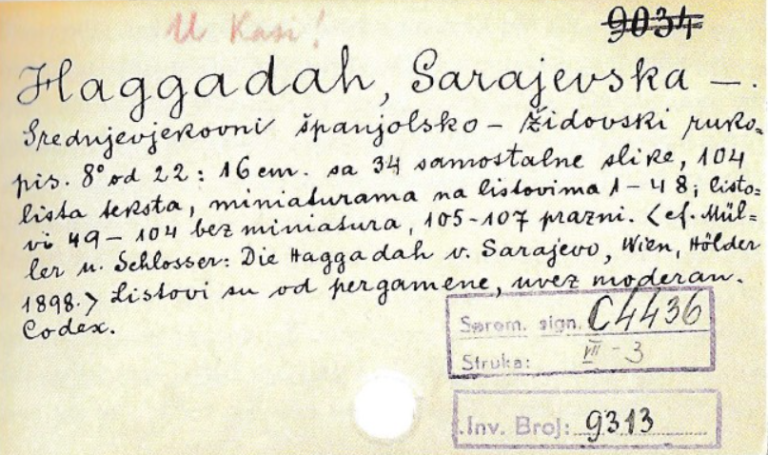 U Kasi!
9034
Haggadah, Sarajevska —.
Srednjevjekovni španjolsko – židovski ruko=
pis. 8° od 22 : 16 cm. sa 34 samostalne slike, 104
lista teksta, miniaturama na listovima 1 – 48; listo=
vi 49 – 104 bez miniatura, 105-107 prazni. <cf. Mül=
ler u. Schlosser: Die Haggadah v. Sarajevo, Wien, Hölder
1898.> Listovi su od pergamene, uvez moderan.
Codex.
Sprem. sign. C4436
Struka: VII - 3
Inv. Broj: 9313